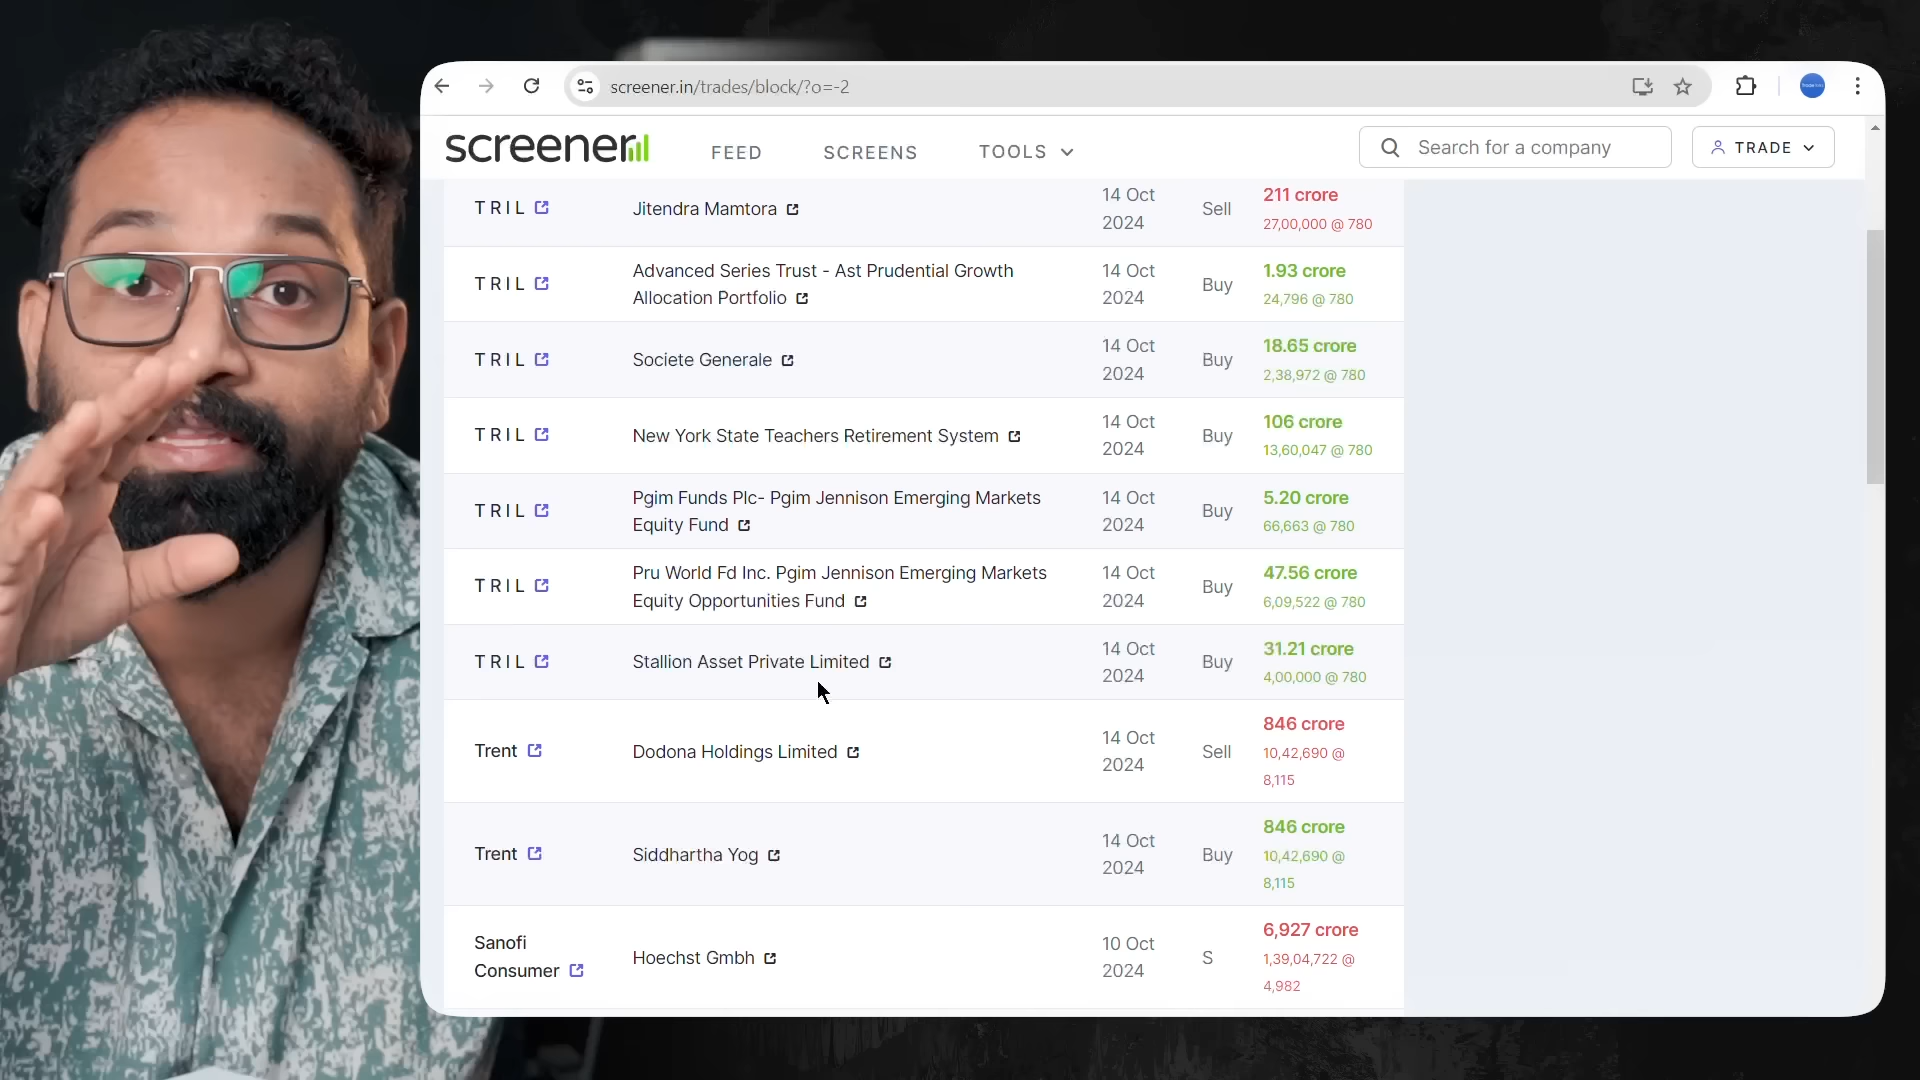 screener.in/trades/block/?o=-2
screener
FEED
SCREENS
TOOLS
Search for a company
TRADE
TRIL
Jitendra Mamtora
14 Oct
2024
Sell
211 crore
27,00,000 @ 780
TRIL
Advanced Series Trust - Ast Prudential Growth
Allocation Portfolio
14 Oct
2024
Buy
1.93 crore
24,796 @ 780
TRIL
Societe Generale
14 Oct
2024
Buy
18.65 crore
2,38,972 @ 780
TRIL
New York State Teachers Retirement System
14 Oct
2024
Buy
106 crore
13,60,047 @ 780
TRIL
Pgim Funds Plc- Pgim Jennison Emerging Markets
Equity Fund
14 Oct
2024
Buy
5.20 crore
66,663 @ 780
TRIL
Pru World Fd Inc. Pgim Jennison Emerging Markets
Equity Opportunities Fund
14 Oct
2024
Buy
47.56 crore
6,09,522 @ 780
TRIL
Stallion Asset Private Limited
14 Oct
2024
Buy
31.21 crore
4,00,000 @ 780
Trent
Dodona Holdings Limited
14 Oct
2024
Sell
846 crore
10,42,690 @
8,115
Trent
Siddhartha Yog
14 Oct
2024
Buy
846 crore
10,42,690 @
8,115
Sanofi
Consumer
Hoechst Gmbh
10 Oct
2024
S
6,927 crore
1,39,04,722 @
4,982